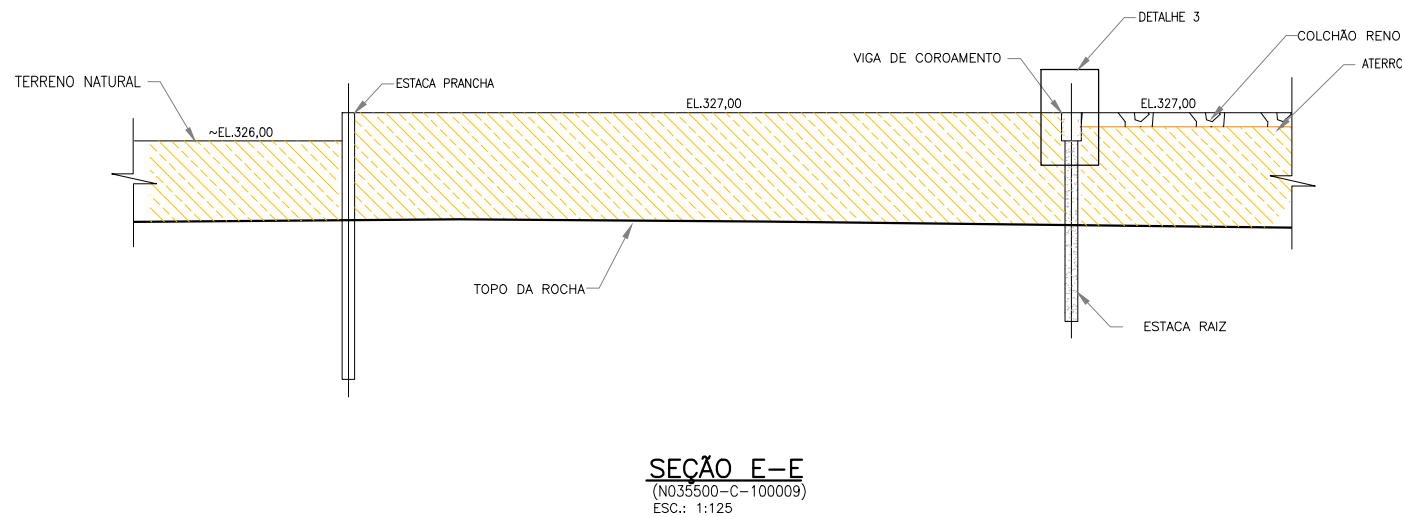 DETALHE 3
COLCHÃO RENO
VIGA DE COROAMENTO
ATERRO
TERRENO NATURAL
ESTACA PRANCHA
EL.327,00
EL.327,00
~EL.326,00
TOPO DA ROCHA
ESTACA RAIZ
SEÇÃO E-E
(N035500-C-100009)
ESC.: 1:125